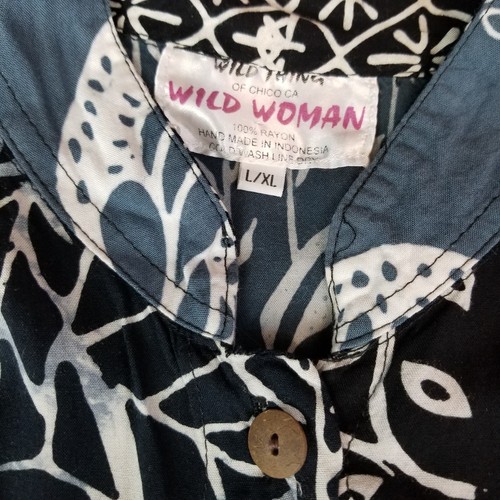 WILD THING
OF CHICO CA
WILD WOMAN
100% RAYON
HAND MADE IN INDONESIA
COLD WASH LINE DRY
L/XL